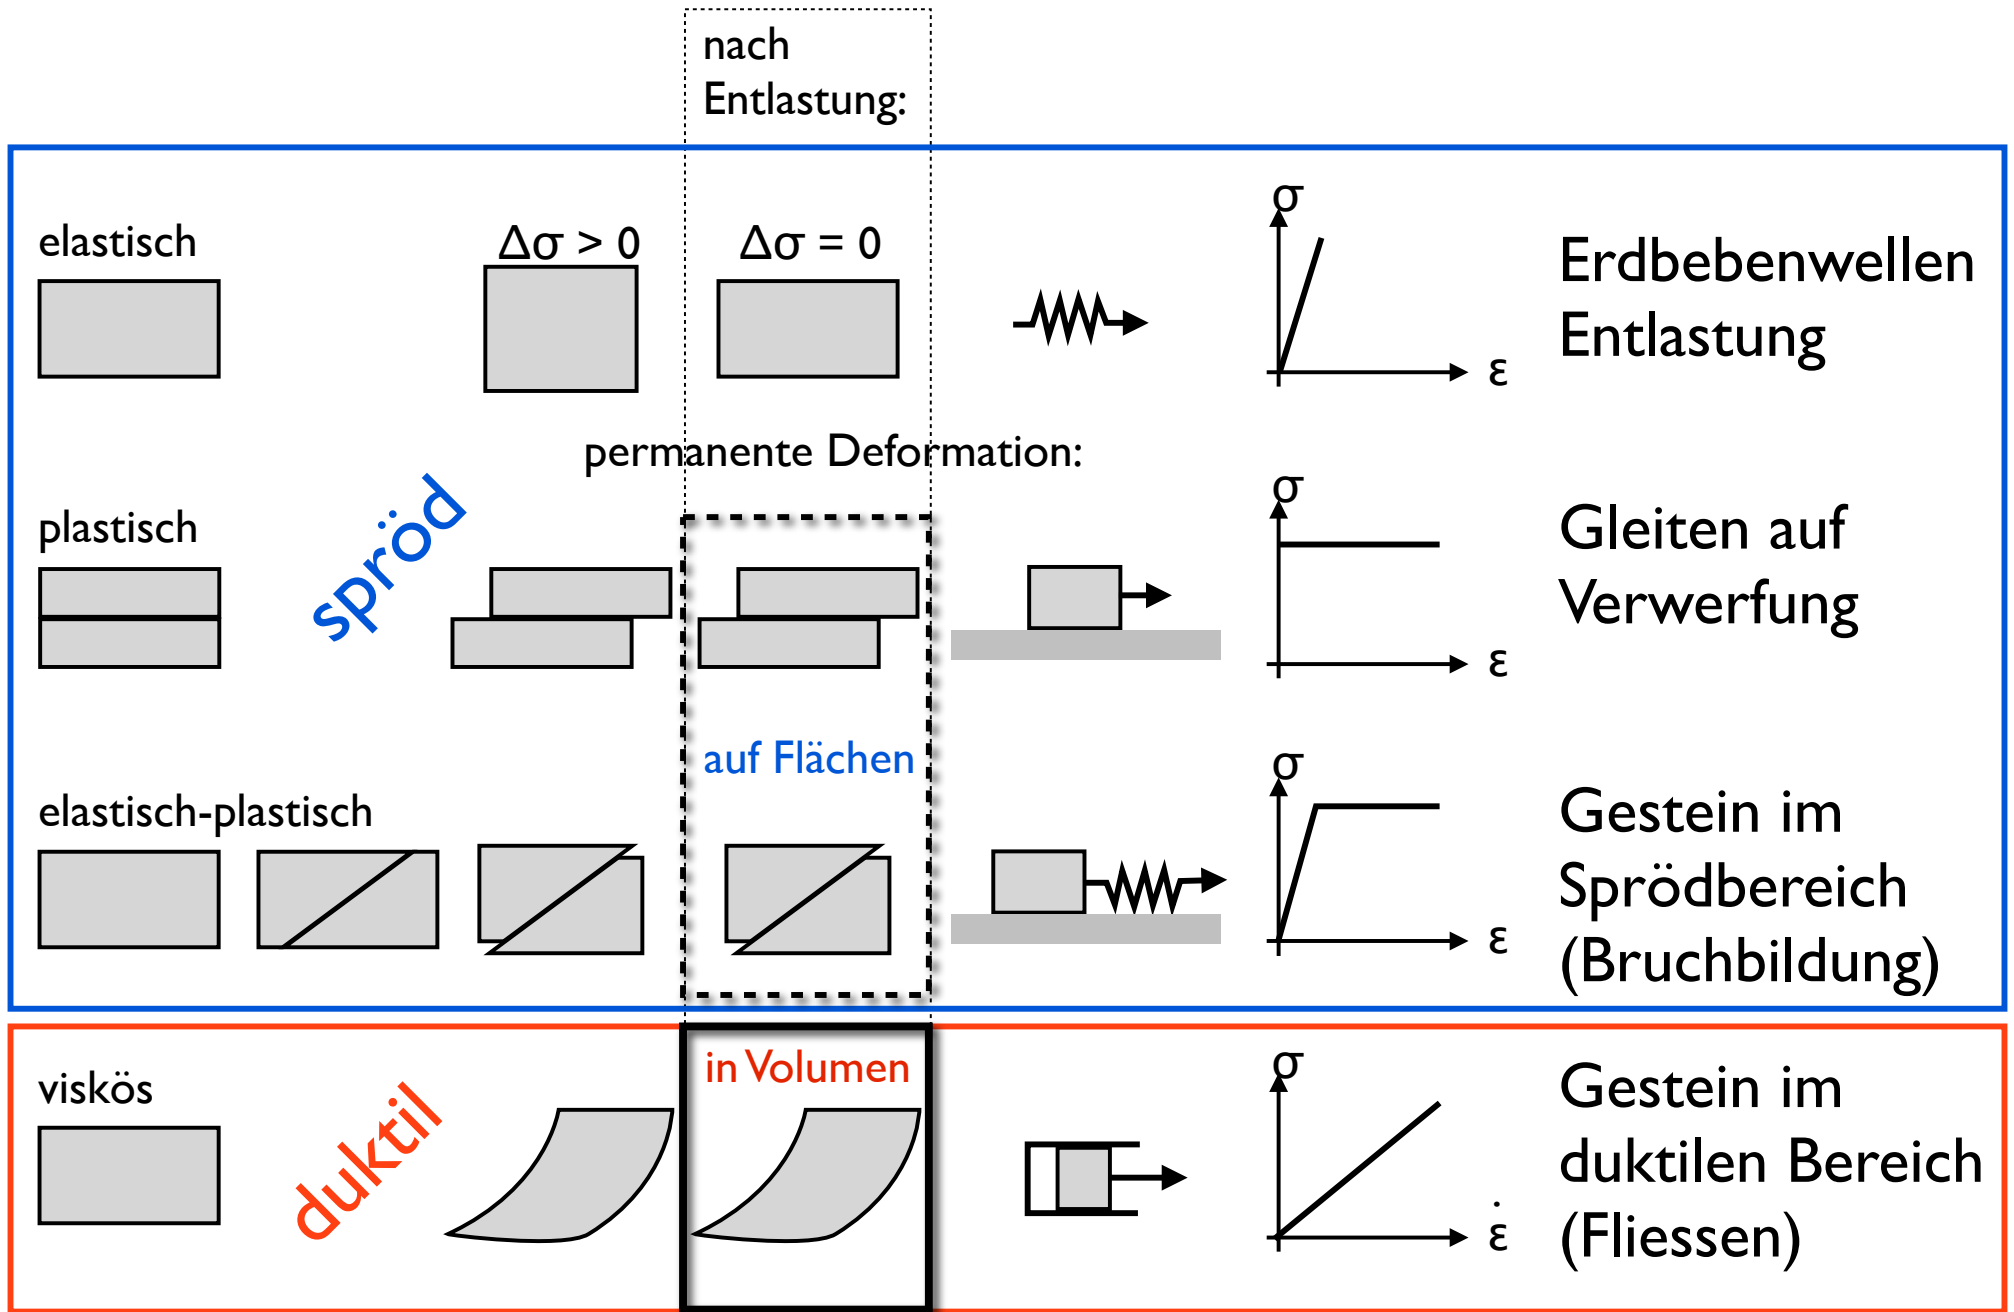 nach
Entlastung:
elastisch
Δσ > 0
Δσ = 0
σ
ε
Erdbebenwellen
Entlastung
permanente Deformation:
spröd
plastisch
σ
ε
Gleiten auf
Verwerfung
auf Flächen
elastisch-plastisch
σ
ε
Gestein im
Sprödbereich
(Bruchbildung)
in Volumen
viskös
duktil
σ
ε̇
Gestein im
duktilen Bereich
(Fliessen)